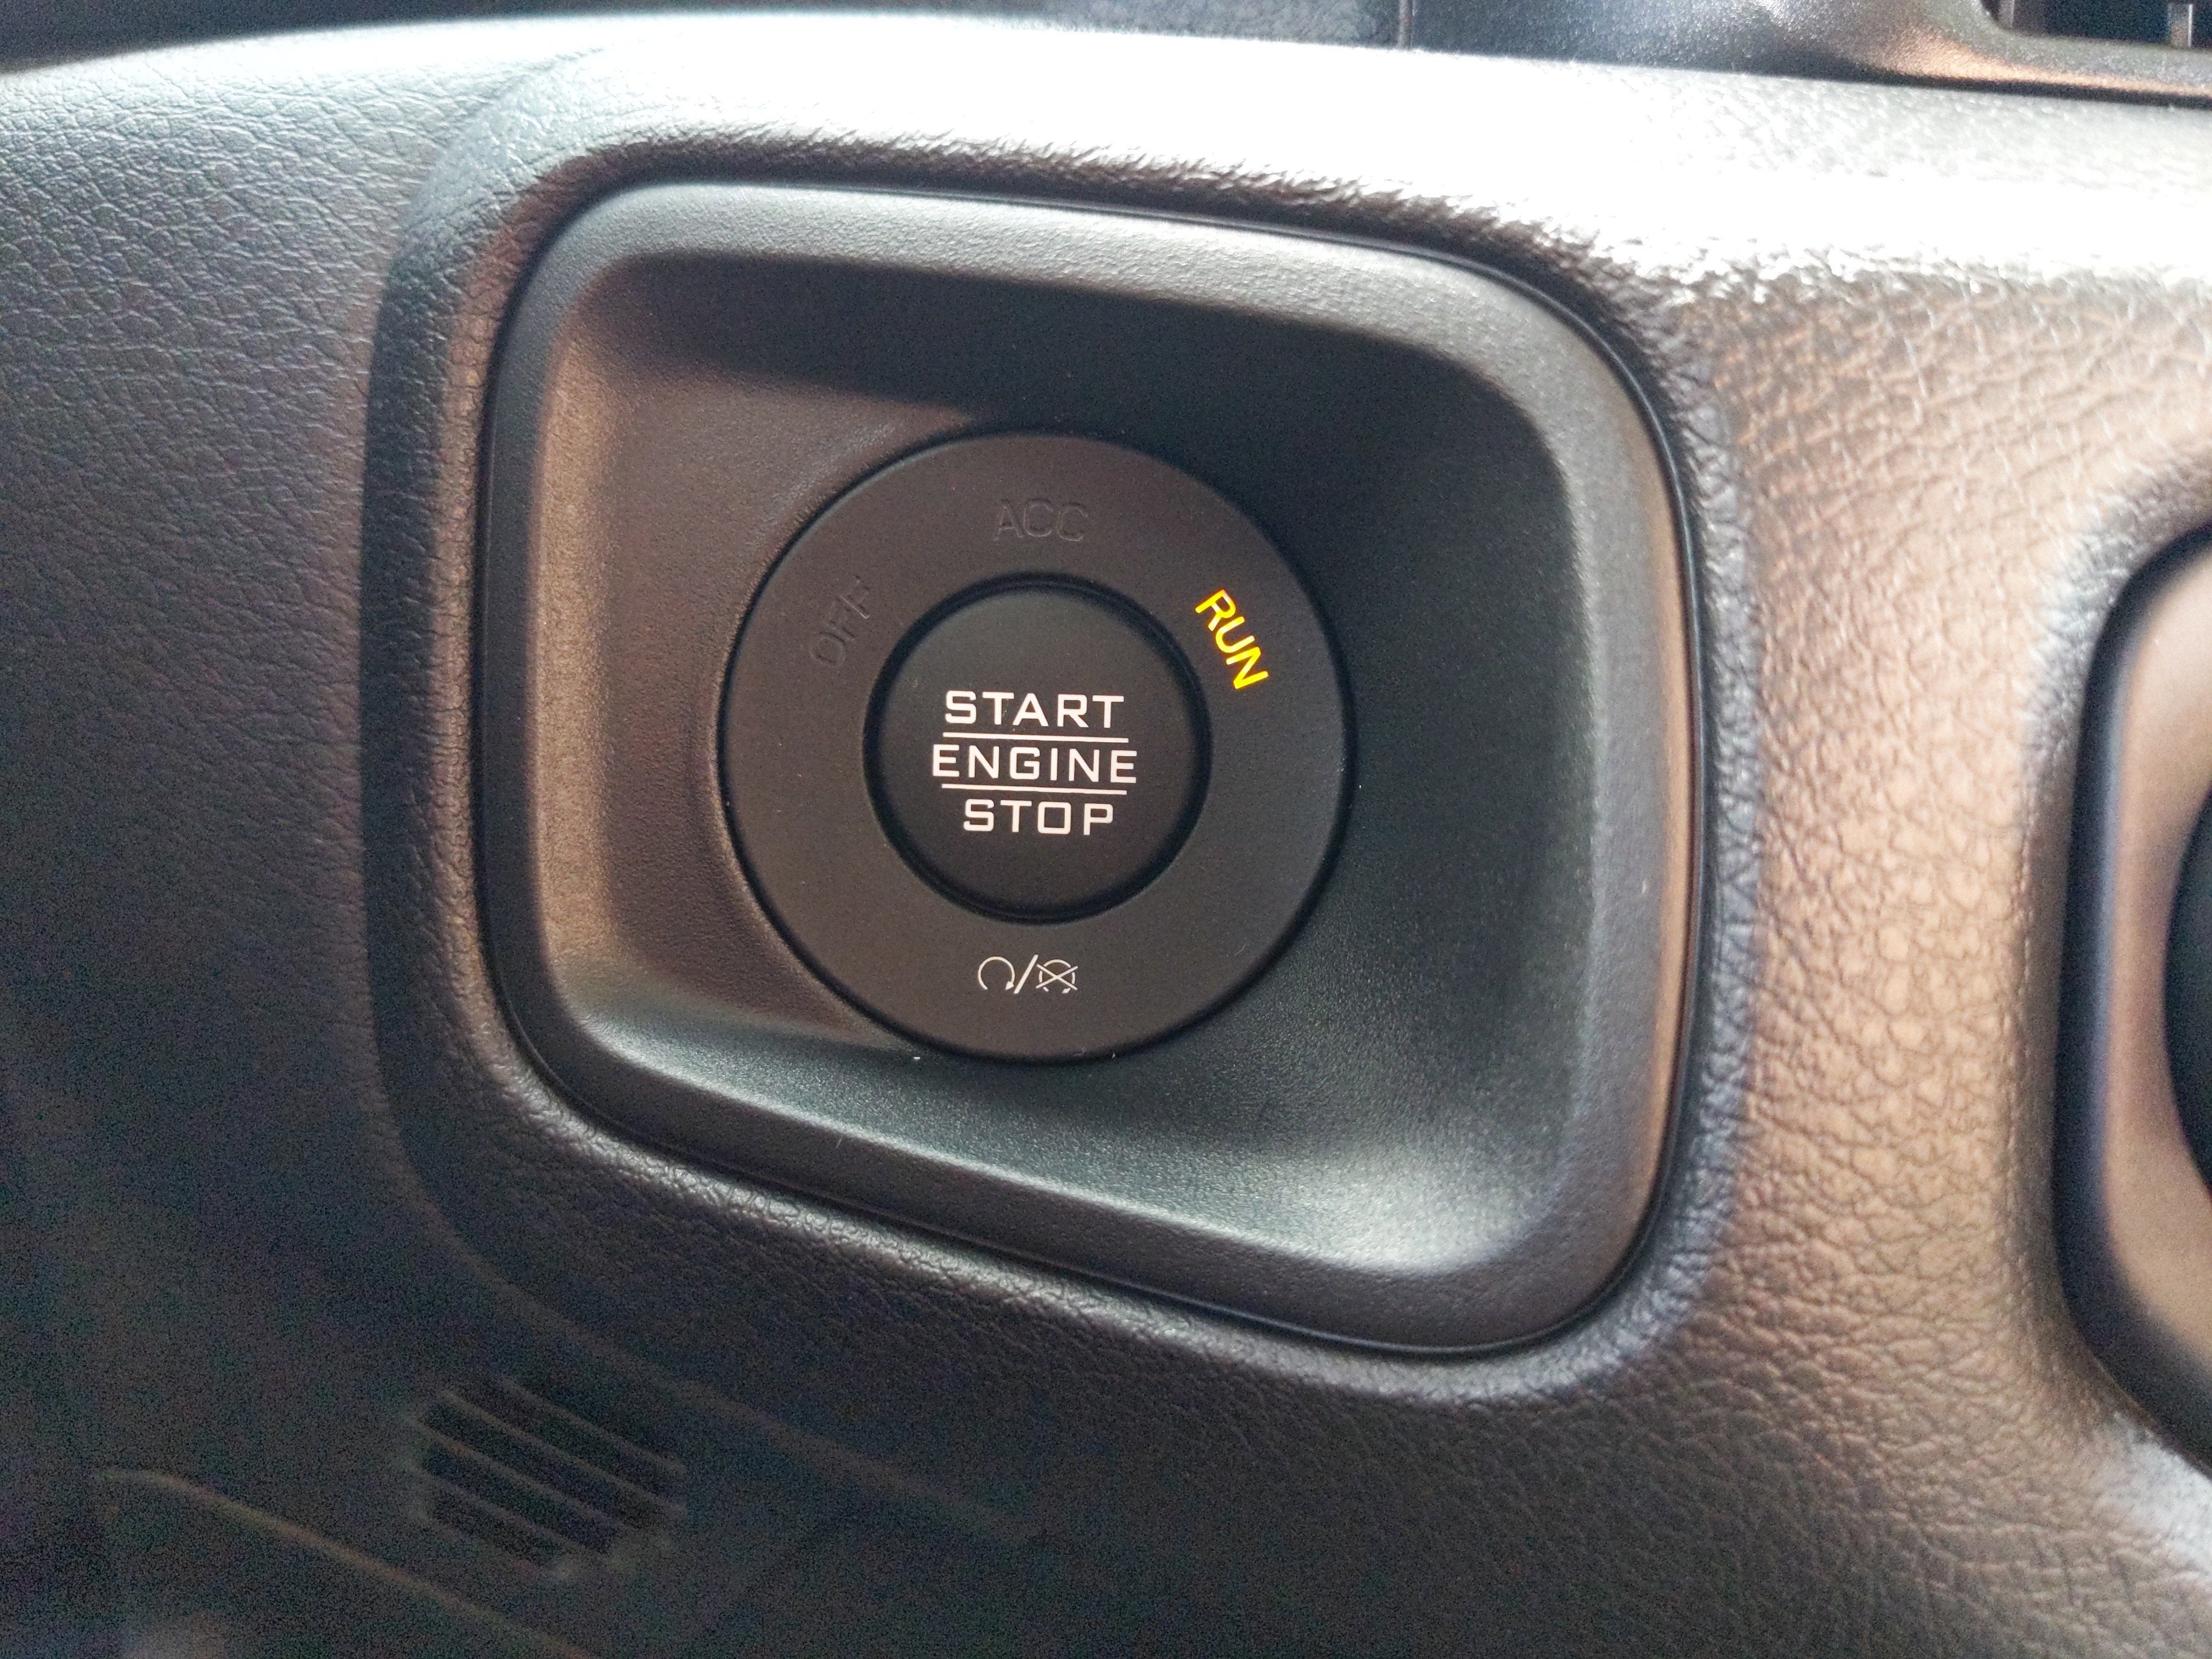 ACC
OFF
RUN
START
ENGINE
STOP